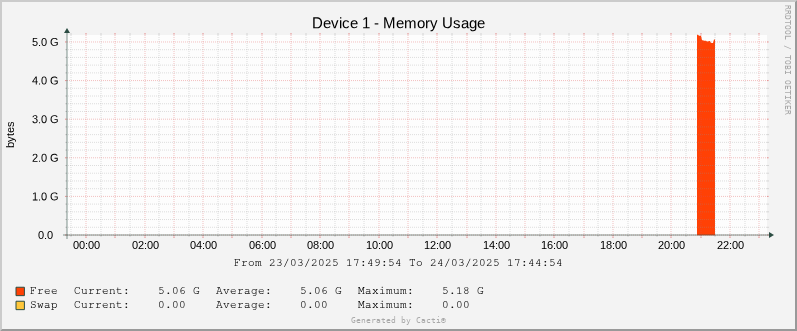 Device 1 - Memory Usage
RRDTOOL / TOBI OETIKER
bytes
5.0 G
4.0 G
3.0 G
2.0 G
1.0 G
0.0
00:00 02:00 04:00 06:00 08:00 10:00 12:00 14:00 16:00 18:00 20:00 22:00
From 23/03/2025 17:49:54 To 24/03/2025 17:44:54
Free Current: 5.06 G Average: 5.06 G Maximum: 5.18 G
Swap Current: 0.00 Average: 0.00 Maximum: 0.00
Generated by Cacti®